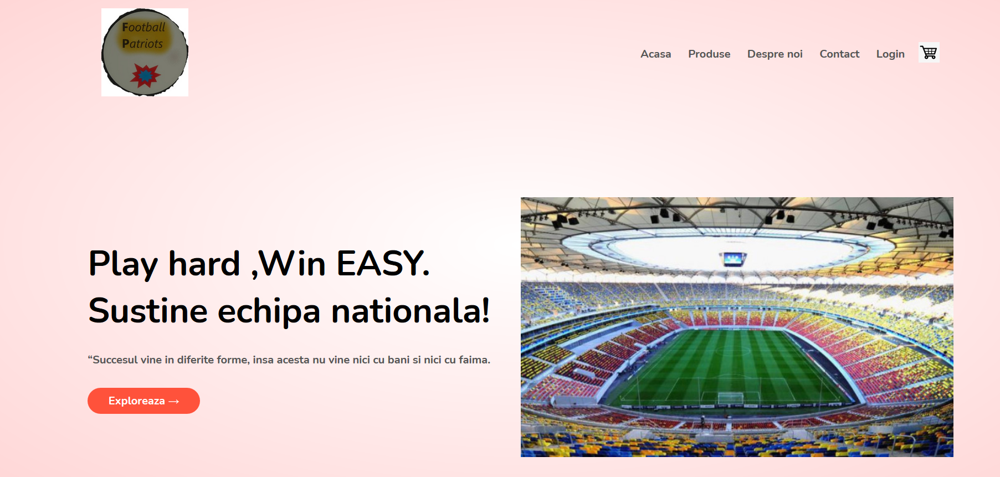 Football
Patriots
Acasa Produse Despre noi Contact Login
Play hard ,Win EASY.
Sustine echipa nationala!
“Succesul vine in diferite forme, insa acesta nu vine nici cu bani si nici cu faima.
Exploreaza →